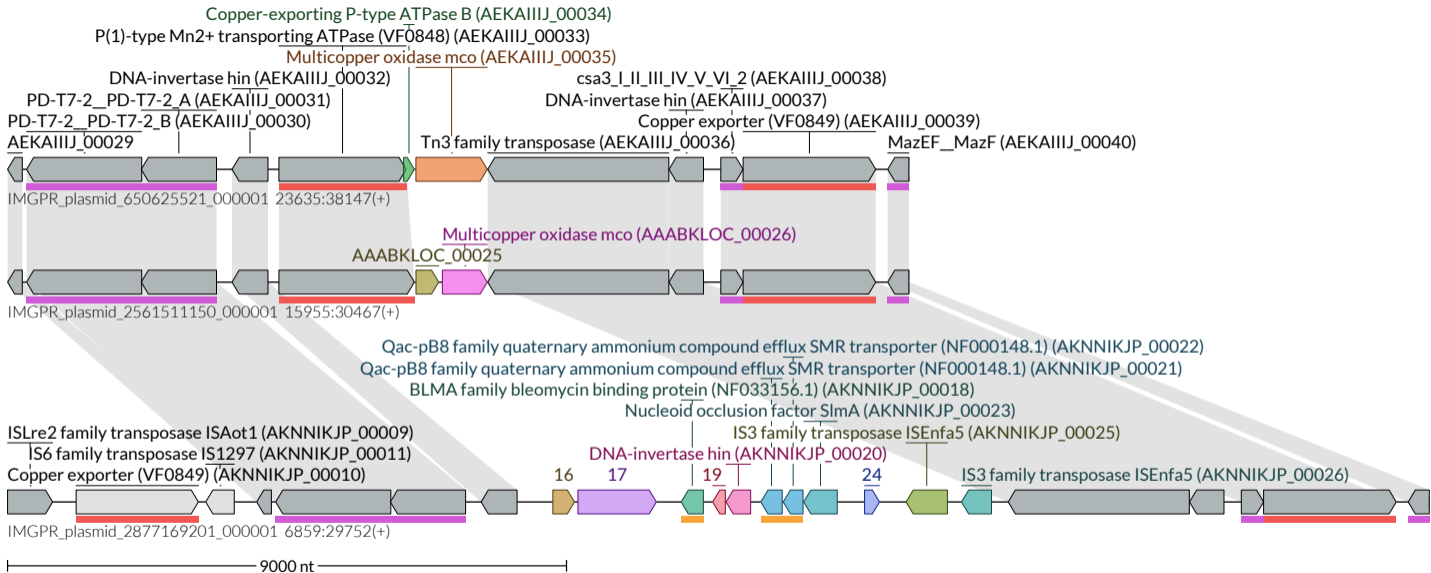 Copper-exporting P-type ATPase B (AEKAIIIJ_00034)
P(1)-type Mn2+ transporting ATPase (VF0848) (AEKAIIIJ_00033)
Multicopper oxidase mco (AEKAIIIJ_00035)
DNA-invertase hin (AEKAIIIJ_00032)
csa3_I_II_III_IV_V_VI_2 (AEKAIIIJ_00038)
PD-T7-2__PD-T7-2_A (AEKAIIIJ_00031)
DNA-invertase hin (AEKAIIIJ_00037)
PD-T7-2__PD-T7-2_B (AEKAIIIJ_00030)
Copper exporter (VF0849) (AEKAIIIJ_00039)
AEKAIIIJ_00029
Tn3 family transposase (AEKAIIIJ_00036)
MazEF__MazF (AEKAIIIJ_00040)
IMGPR_plasmid_650625521_000001 23635:38147(+)
Multicopper oxidase mco (AAABKLOC_00026)
AAABKLOC_00025
IMGPR_plasmid_2561511150_000001 15955:30467(+)
Qac-pB8 family quaternary ammonium compound efflux SMR transporter (NF000148.1) (AKNNIKJP_00022)
Qac-pB8 family quaternary ammonium compound efflux SMR transporter (NF000148.1) (AKNNIKJP_00021)
BLMA family bleomycin binding protein (NF033156.1) (AKNNIKJP_00018)
Nucleoid occlusion factor SlmA (AKNNIKJP_00023)
ISLre2 family transposase ISAot1 (AKNNIKJP_00009)
IS3 family transposase ISEnfa5 (AKNNIKJP_00025)
IS6 family transposase IS1297 (AKNNIKJP_00011)
DNA-invertase hin (AKNNIKJP_00020)
Copper exporter (VF0849) (AKNNIKJP_00010)
16 17 19 24
IS3 family transposase ISEnfa5 (AKNNIKJP_00026)
IMGPR_plasmid_2877169201_000001 6859:29752(+)
9000 nt